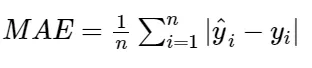 MAE = \frac{1}{n} \sum_{i=1}^{n} |\hat{y}_i - y_i|